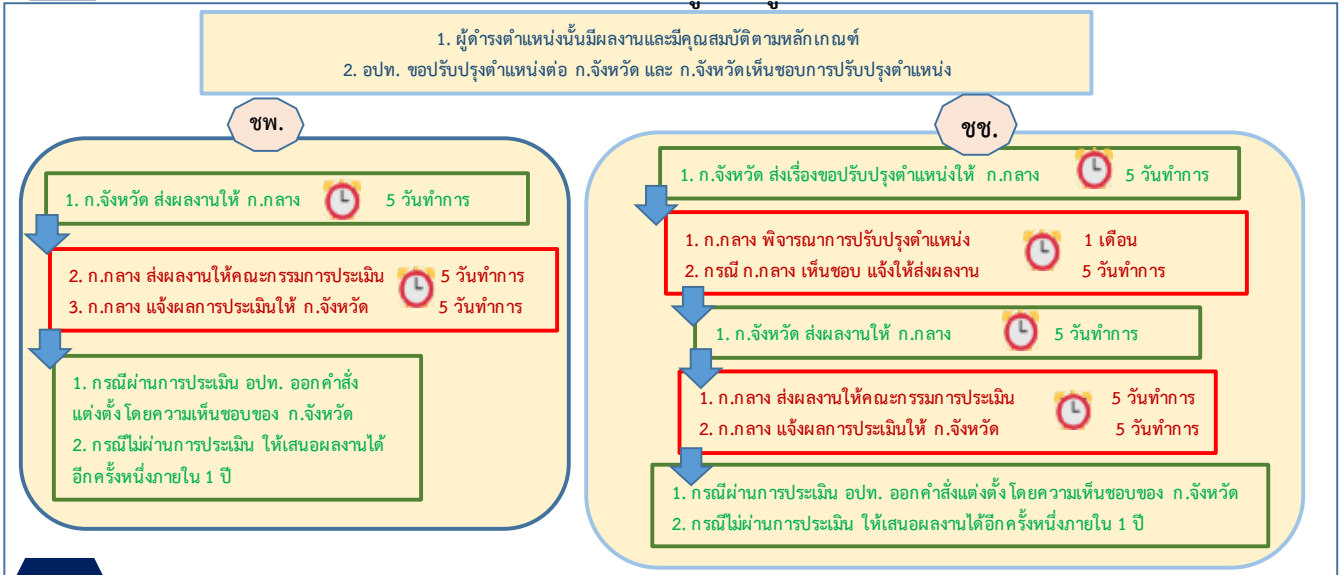 1. ผู้ดำรงตำแหน่งนั้นมีผลงานและมีคุณสมบัติตามหลักเกณฑ์
2. อปท. ขอปรับปรุงตำแหน่งต่อ ก.จังหวัด และ ก.จังหวัดเห็นชอบการปรับปรุงตำแหน่ง
ชพ.
1. ก.จังหวัด ส่งผลงานให้ ก.กลาง 5 วันทำการ
2. ก.กลาง ส่งผลงานให้คณะกรรมการประเมิน 5 วันทำการ
3. ก.กลาง แจ้งผลการประเมินให้ ก.จังหวัด 5 วันทำการ
1. กรณีผ่านการประเมิน อปท. ออกคำสั่ง
แต่งตั้ง โดยความเห็นชอบของ ก.จังหวัด
2. กรณีไม่ผ่านการประเมิน ให้เสนอผลงานได้
อีกครั้งหนึ่งภายใน 1 ปี
ชช.
1. ก.จังหวัด ส่งเรื่องขอปรับปรุงตำแหน่งให้ ก.กลาง 5 วันทำการ
1. ก.กลาง พิจารณาการปรับปรุงตำแหน่ง 1 เดือน
2. กรณี ก.กลาง เห็นชอบ แจ้งให้ส่งผลงาน 5 วันทำการ
1. ก.จังหวัด ส่งผลงานให้ ก.กลาง 5 วันทำการ
1. ก.กลาง ส่งผลงานให้คณะกรรมการประเมิน 5 วันทำการ
2. ก.กลาง แจ้งผลการประเมินให้ ก.จังหวัด 5 วันทำการ
1. กรณีผ่านการประเมิน อปท. ออกคำสั่งแต่งตั้ง โดยความเห็นชอบของ ก.จังหวัด
2. กรณีไม่ผ่านการประเมิน ให้เสนอผลงานได้อีกครั้งหนึ่งภายใน 1 ปี